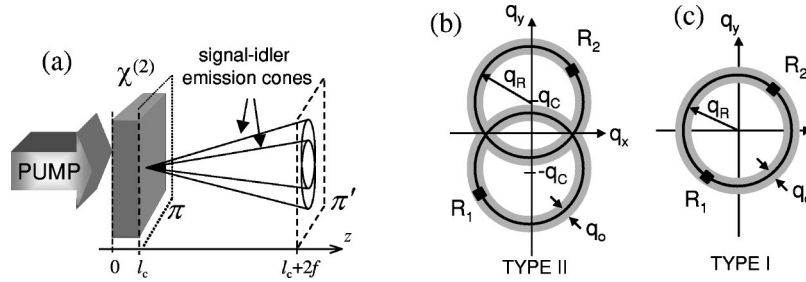 (a)
χ(2)
signal-idler
emission cones
PUMP
π
π'
0
lc
lc+2f
z
(b)
qy
R2
qR
qC
qx
-qC
R1
qo
TYPE II
(c)
qy
R2
qR
R1
TYPE I